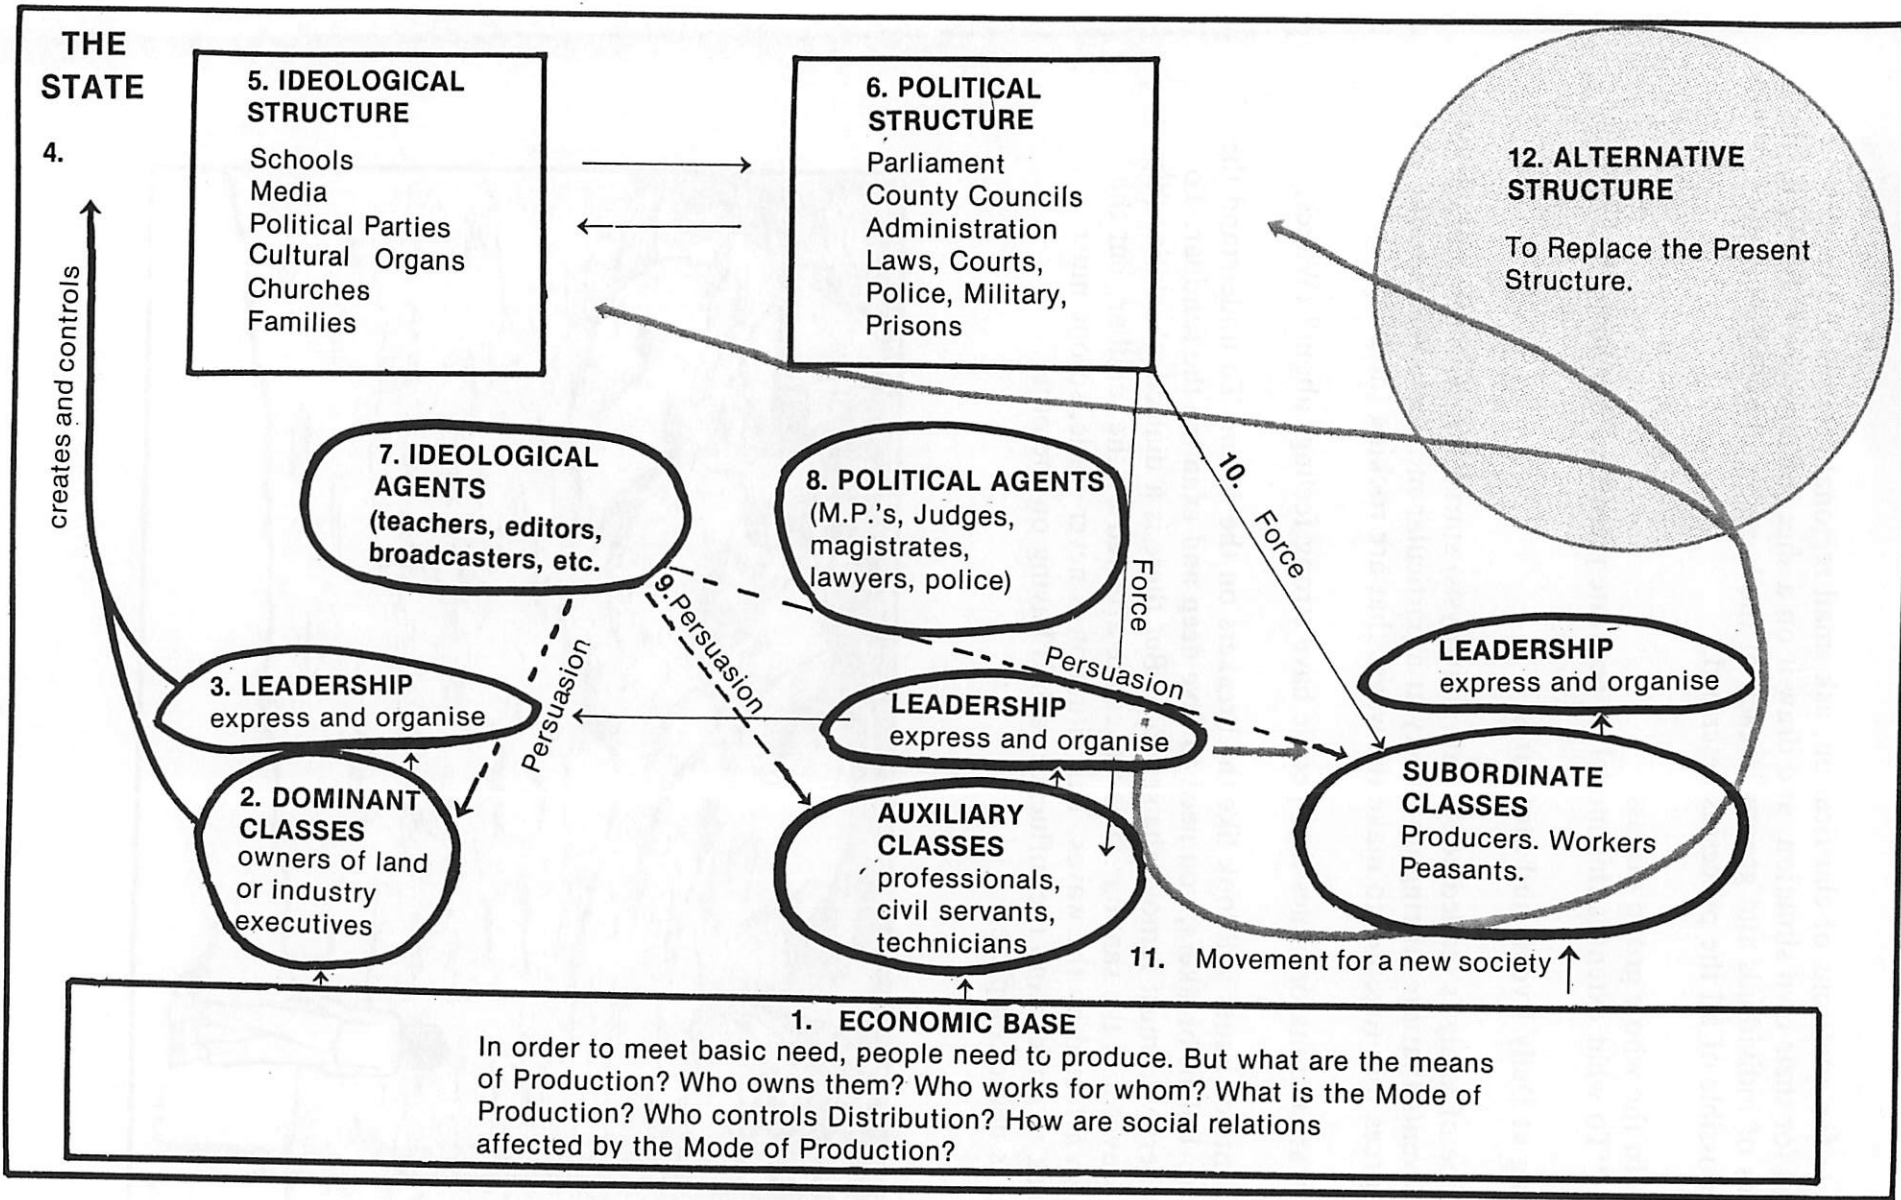 THE
STATE
4.
creates and controls
5. IDEOLOGICAL
STRUCTURE
Schools
Media
Political Parties
Cultural Organs
Churches
Families
6. POLITICAL
STRUCTURE
Parliament
County Councils
Administration
Laws, Courts,
Police, Military,
Prisons
12. ALTERNATIVE
STRUCTURE
To Replace the Present
Structure.
7. IDEOLOGICAL
AGENTS
(teachers, editors,
broadcasters, etc.
8. POLITICAL AGENTS
(M.P.'s, Judges,
magistrates,
lawyers, police)
10.
Force
Force
9. Persuasion
Persuasion
Persuasion
3. LEADERSHIP
express and organise
LEADERSHIP
express and organise
LEADERSHIP
express and organise
2. DOMINANT
CLASSES
owners of land
or industry
executives
AUXILIARY
CLASSES
professionals,
civil servants,
technicians
SUBORDINATE
CLASSES
Producers. Workers
Peasants.
11. Movement for a new society
1. ECONOMIC BASE
In order to meet basic need, people need to produce. But what are the means
of Production? Who owns them? Who works for whom? What is the Mode of
Production? Who controls Distribution? How are social relations
affected by the Mode of Production?